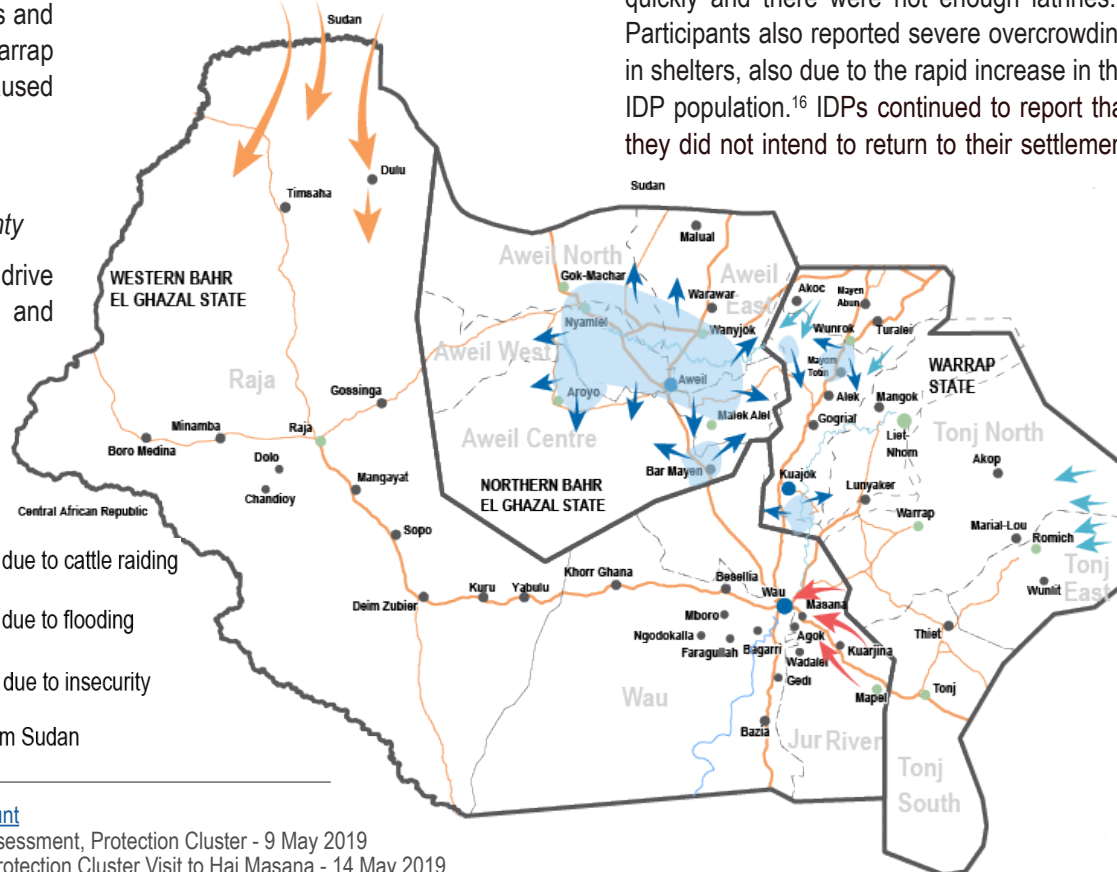 s and
arrap
used
nty
drive
and
quickly and there were not enough latrines.
Participants also reported severe overcrowdin
in shelters, also due to the rapid increase in th
IDP population.16 IDPs continued to report tha
they did not intend to return to their settlemen
Sudan
Dulu
Timsaha
WESTERN BAHR
EL GHAZAL STATE
Raja
Gossinga
Minamba
Raja
Boro Medina
Dolo
Chandioy
Mangayat
Central African Republic
Sopo
Deim Zubier
Kuru
Yabulu
Khorr Ghana
Sudan
Malual
Aweil North
Gok-Machar
Aweil
East
Warawar
Nyamlel
Wanyjok
Aweil West
Aroyo
Aweil
Malek Alel
Aweil Centre
Bar Mayen
NORTHERN BAHR
EL GHAZAL STATE
Akoc
Mayen
Abun
Wunrok
Turalei
Mayom
Totin
WARRAP
STATE
Alek
Mangok
Gogrial
Liet-
Nhom
Tonj North
Akop
Kuajok
Lunyaker
Warrap
Marial-Lou
Romich
Tonj
East
Wunlit
Besellia
Wau
Masana
Mboro
Ngodokalla
Agok
Faragullah
Bagarri
Kuarjina
Wadalel
Gedi
Thiet
Wau
Mapel
Tonj
Bazia
Jur River
Tonj
South
due to cattle raiding
due to flooding
due to insecurity
m Sudan
unt
sessment, Protection Cluster - 9 May 2019
rotection Cluster Visit to Hai Masana - 14 May 2019